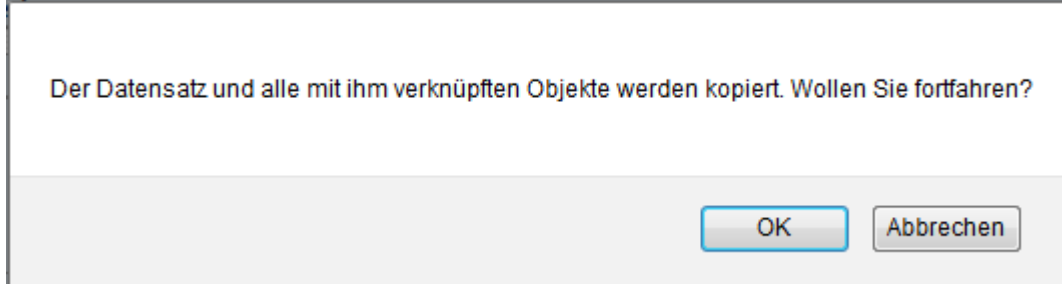 Der Datensatz und alle mit ihm verknüpften Objekte werden kopiert. Wollen Sie fortfahren?
OK
Abbrechen